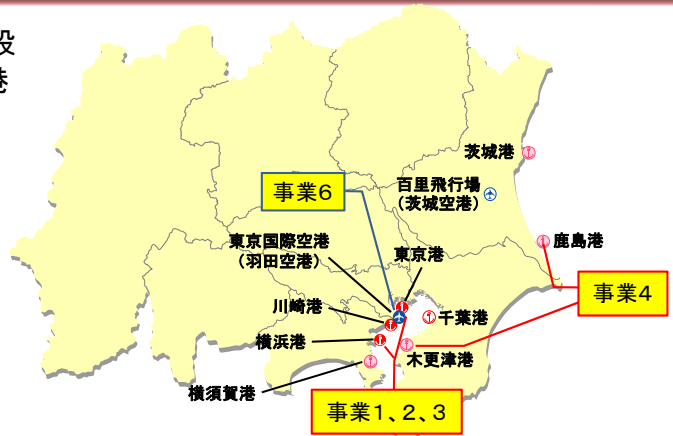 設
港
茨城港
百里飛行場
（茨城空港）
事業6
東京国際空港
（羽田空港）
東京港
鹿島港
事業4
川崎港
千葉港
横浜港
木更津港
横須賀港
事業1、2、3